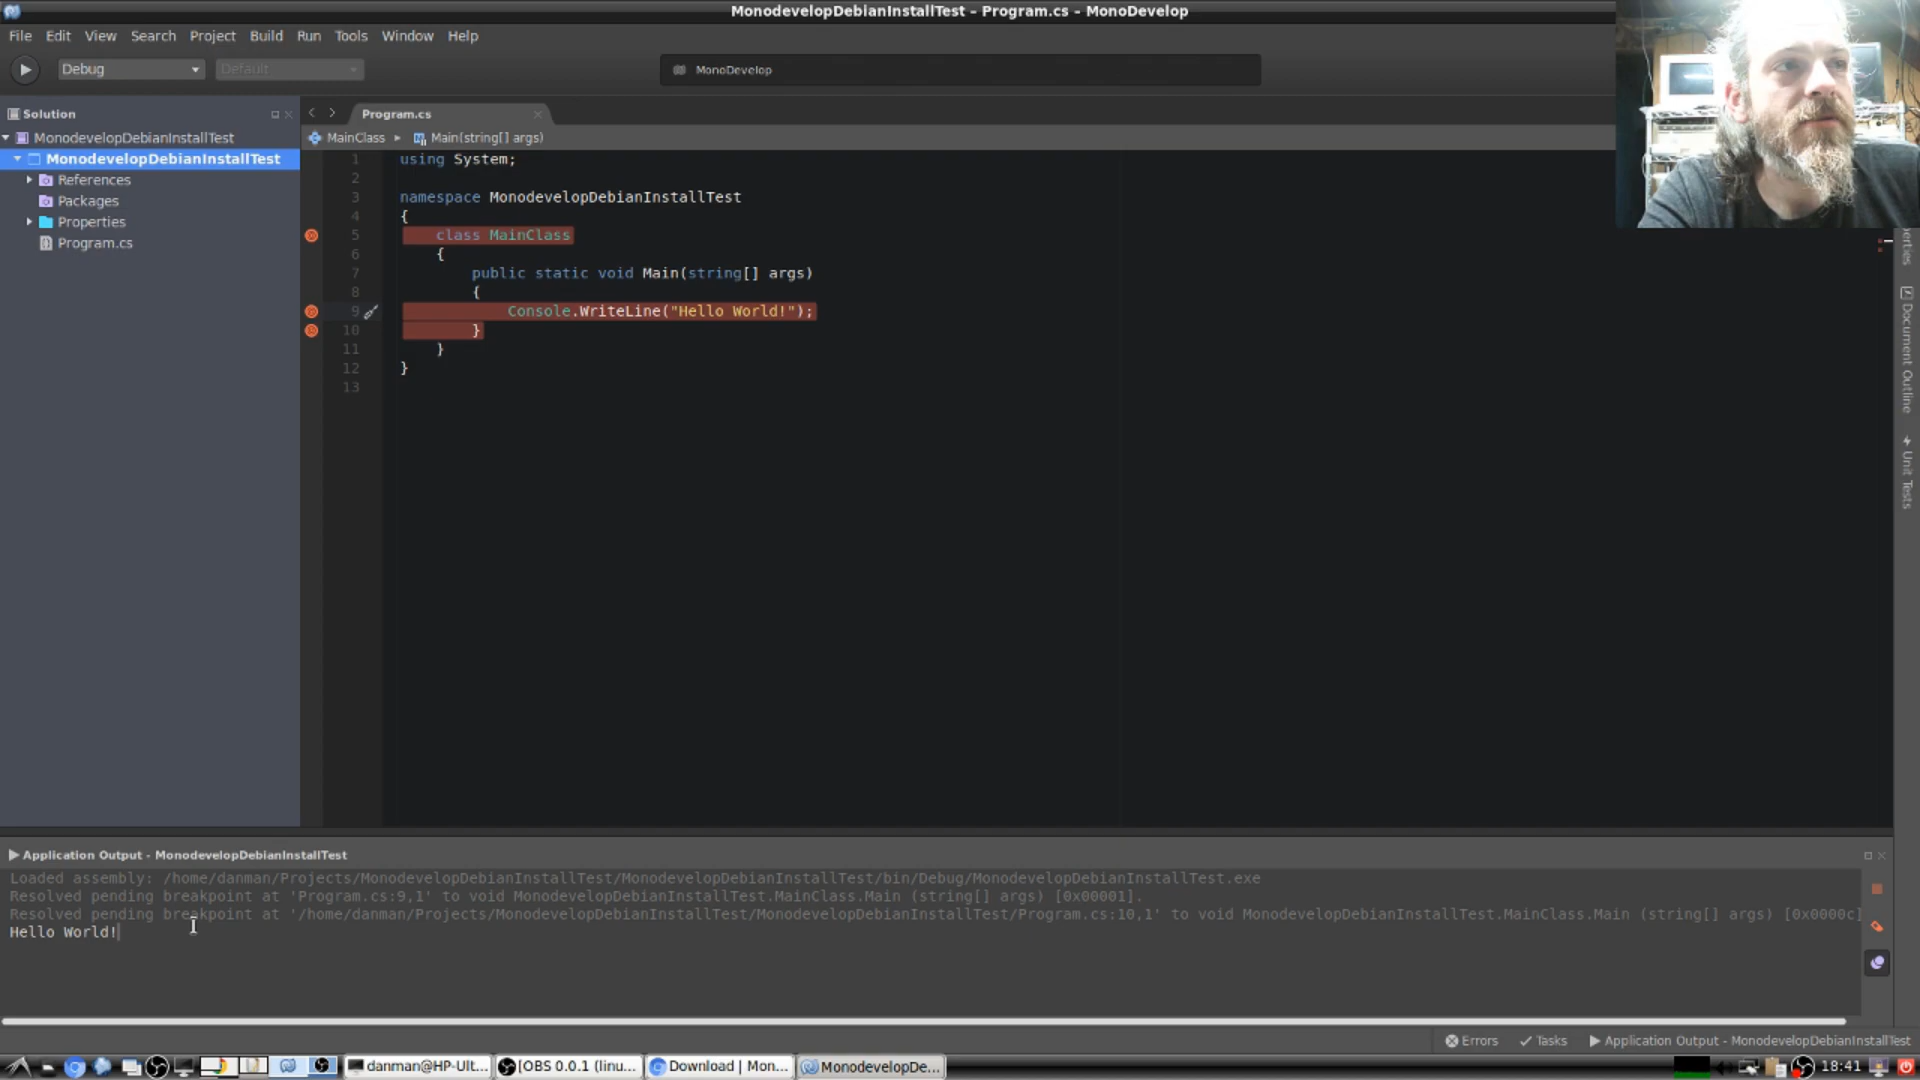 MonodevelopDebianInstallTest – Program.cs – MonoDevelop
File Edit View Search Project Build Run Tools Window Help
Debug
Default
MonoDevelop
Solution
MonodevelopDebianInstallTest
MonodevelopDebianInstallTest
References
Packages
Properties
Program.cs
Program.cs
MainClass ▸ Main(string[] args)
1 using System;
2
3 namespace MonodevelopDebianInstallTest
4 {
5 class MainClass
6 {
7 public static void Main(string[] args)
8 {
9 Console.WriteLine("Hello World!");
10 }
11 }
12 }
13
perties
Document Outline
Unit Tests
Application Output - MonodevelopDebianInstallTest
Loaded assembly: /home/danman/Projects/MonodevelopDebianInstallTest/MonodevelopDebianInstallTest/bin/Debug/MonodevelopDebianInstallTest.exe
Resolved pending breakpoint at 'Program.cs:9,1' to void MonodevelopDebianInstallTest.MainClass.Main (string[] args) [0x00001].
Resolved pending breakpoint at '/home/danman/Projects/MonodevelopDebianInstallTest/MonodevelopDebianInstallTest/Program.cs:10,1' to void MonodevelopDebianInstallTest.MainClass.Main (string[] args) [0x0000c]
Hello World!
Errors Tasks Application Output - MonodevelopDebianInstallTest
danman@HP-Ult... [OBS 0.0.1 (linu... Download | Mon... MonodevelopDe... 18:41